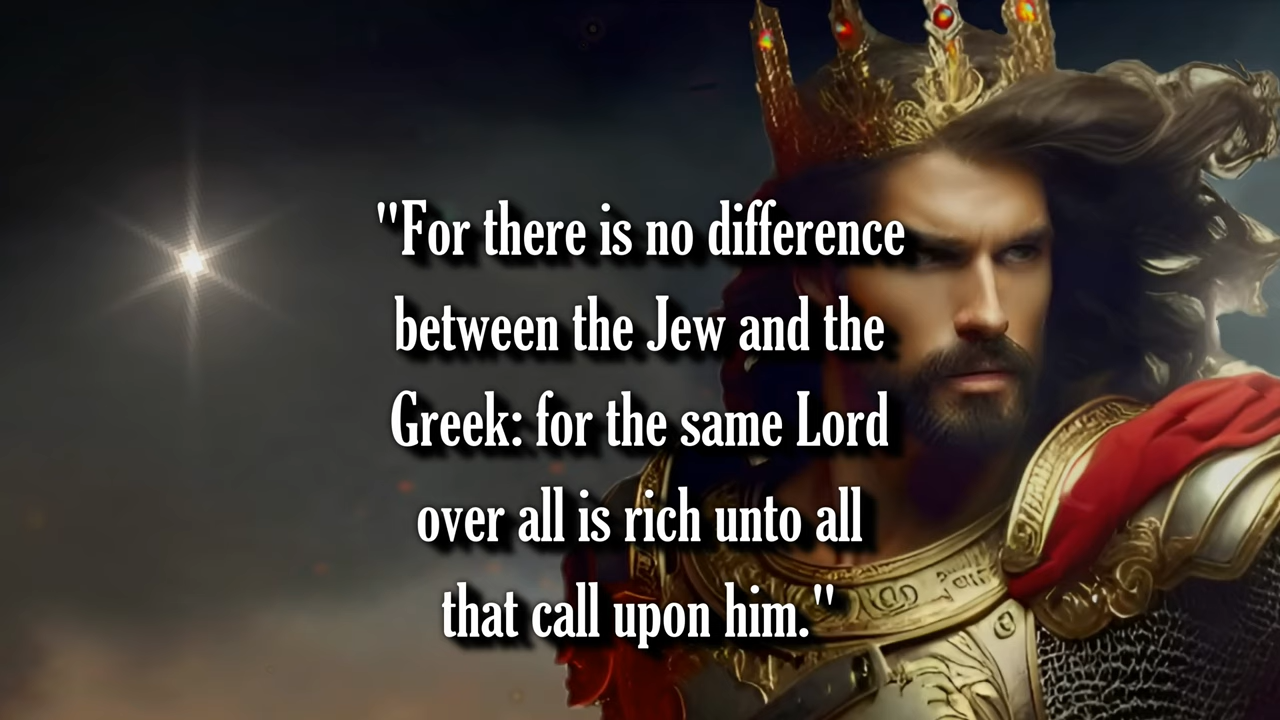 "For there is no difference
between the Jew and the
Greek: for the same Lord
over all is rich unto all
that call upon him."